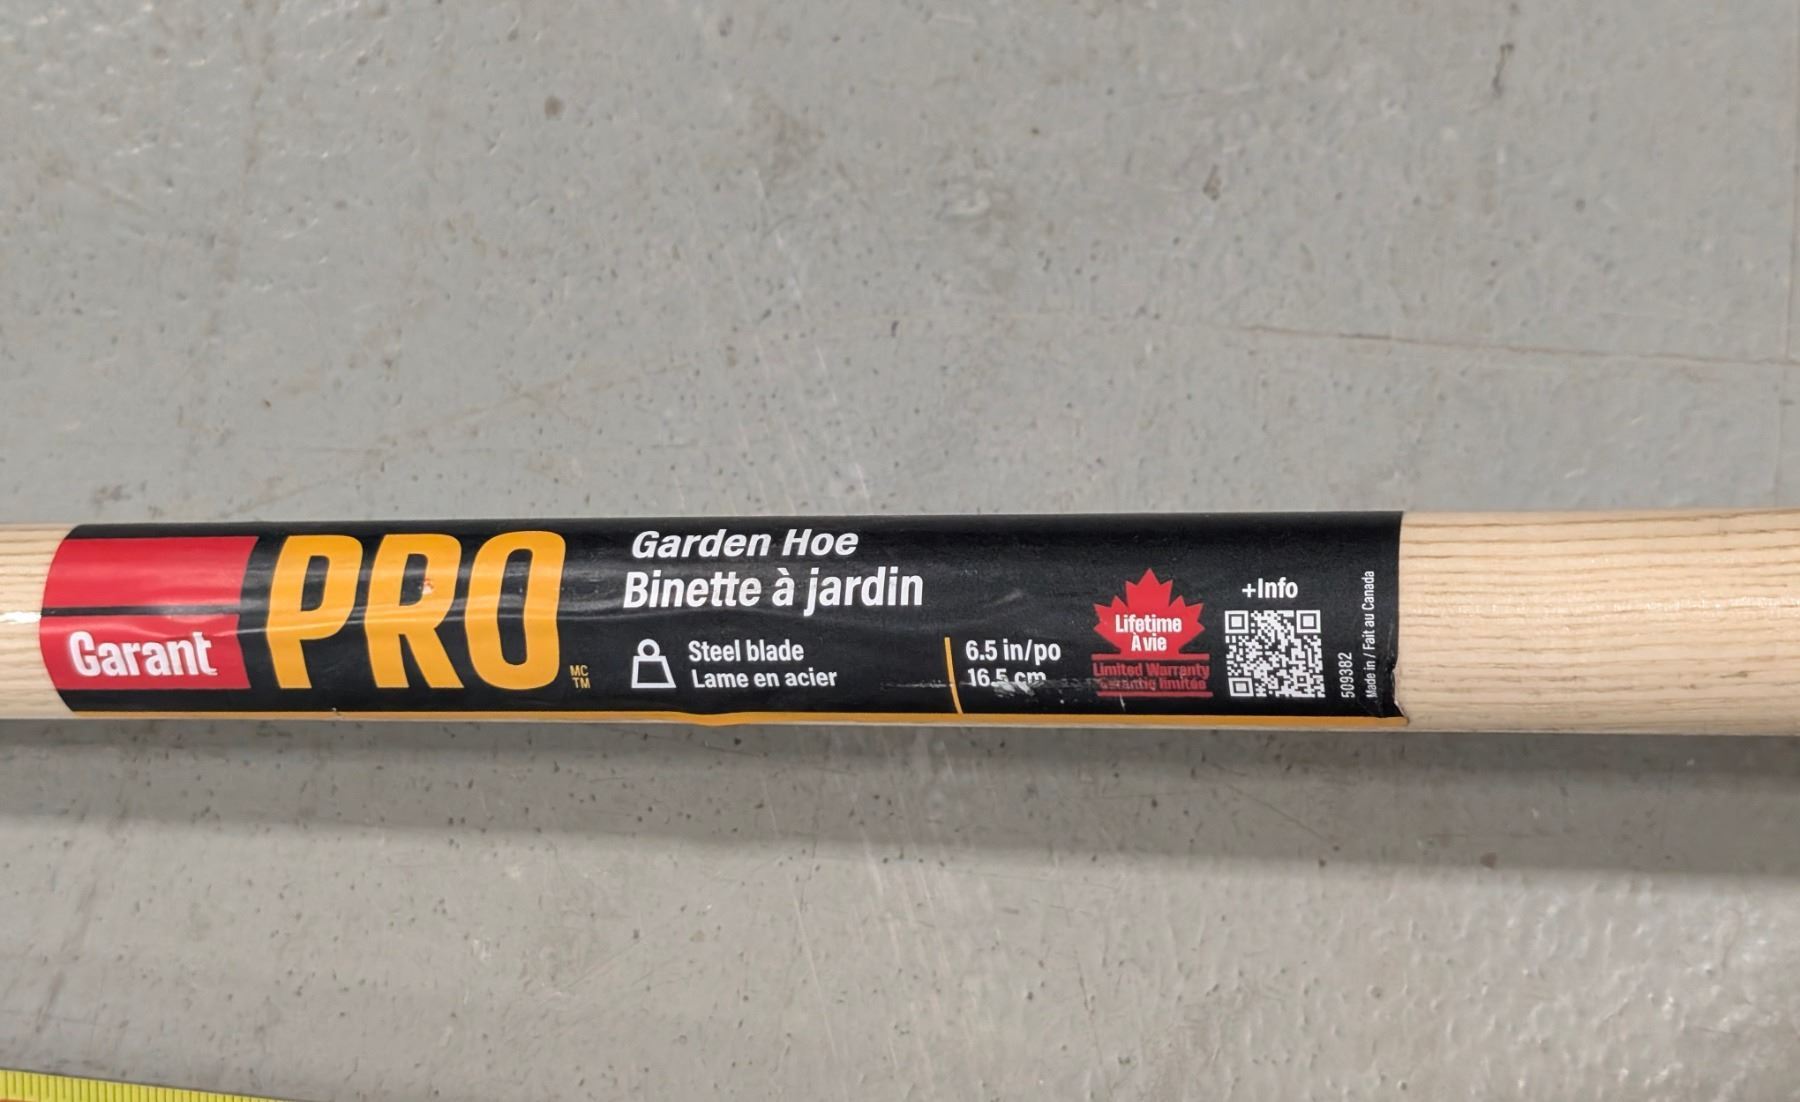 Garant
PRO
MC
TM
Garden Hoe
Binette à jardin
Steel blade
Lame en acier
6.5 in/po
16.5 cm
Lifetime
À vie
Limited Warranty
Garantie limitée
+Info
509382
Made in / Fait au Canada